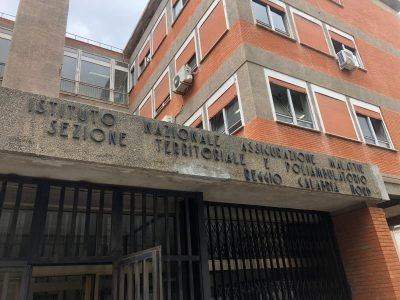 ISTITUTO NAZIONALE ASSICURAZIONE MALATTIE
SEZIONE TERRITORIALE E POLIAMBULATORIO
REGGIO CALABRIA NORD